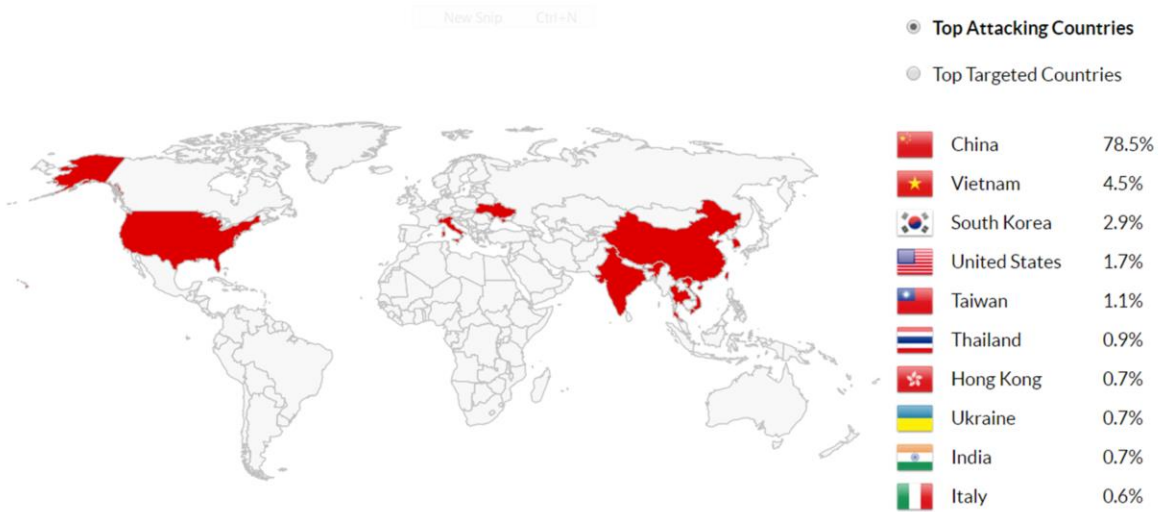 New Snip Ctrl+N
Top Attacking Countries
Top Targeted Countries
China 78.5%
Vietnam 4.5%
South Korea 2.9%
United States 1.7%
Taiwan 1.1%
Thailand 0.9%
Hong Kong 0.7%
Ukraine 0.7%
India 0.7%
Italy 0.6%